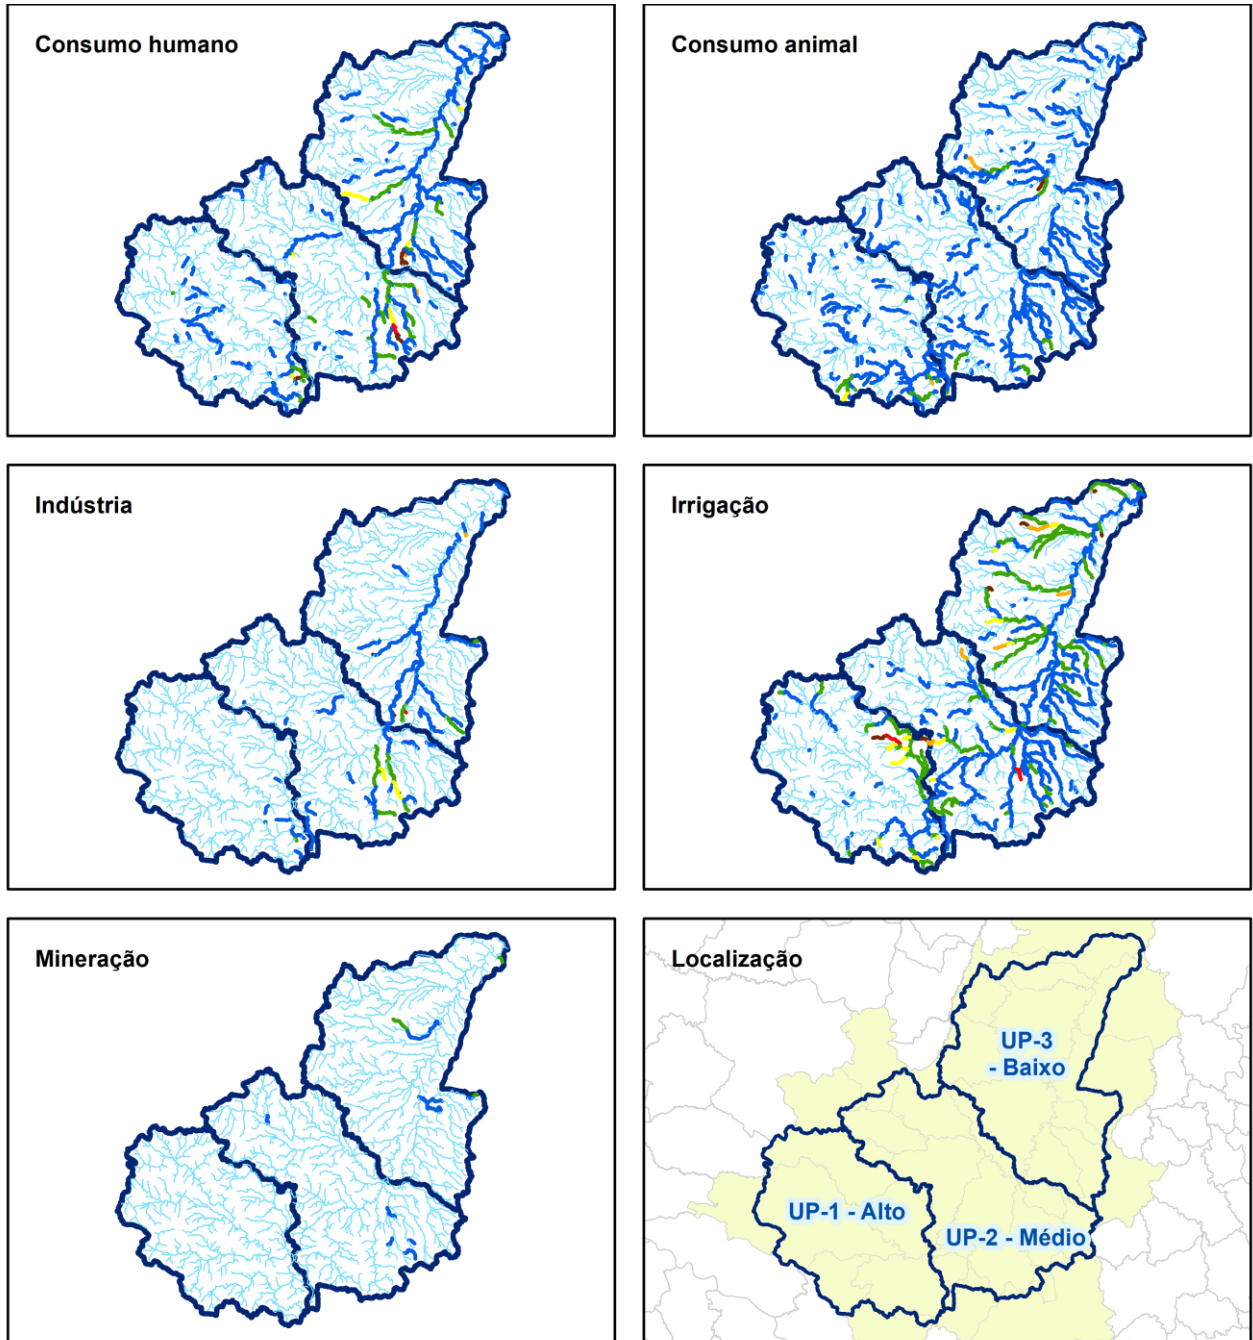 Consumo humano
Consumo animal
Indústria
Irrigação
Mineração
Localização
UP-3
- Baixo
UP-1 - Alto
UP-2 - Médio